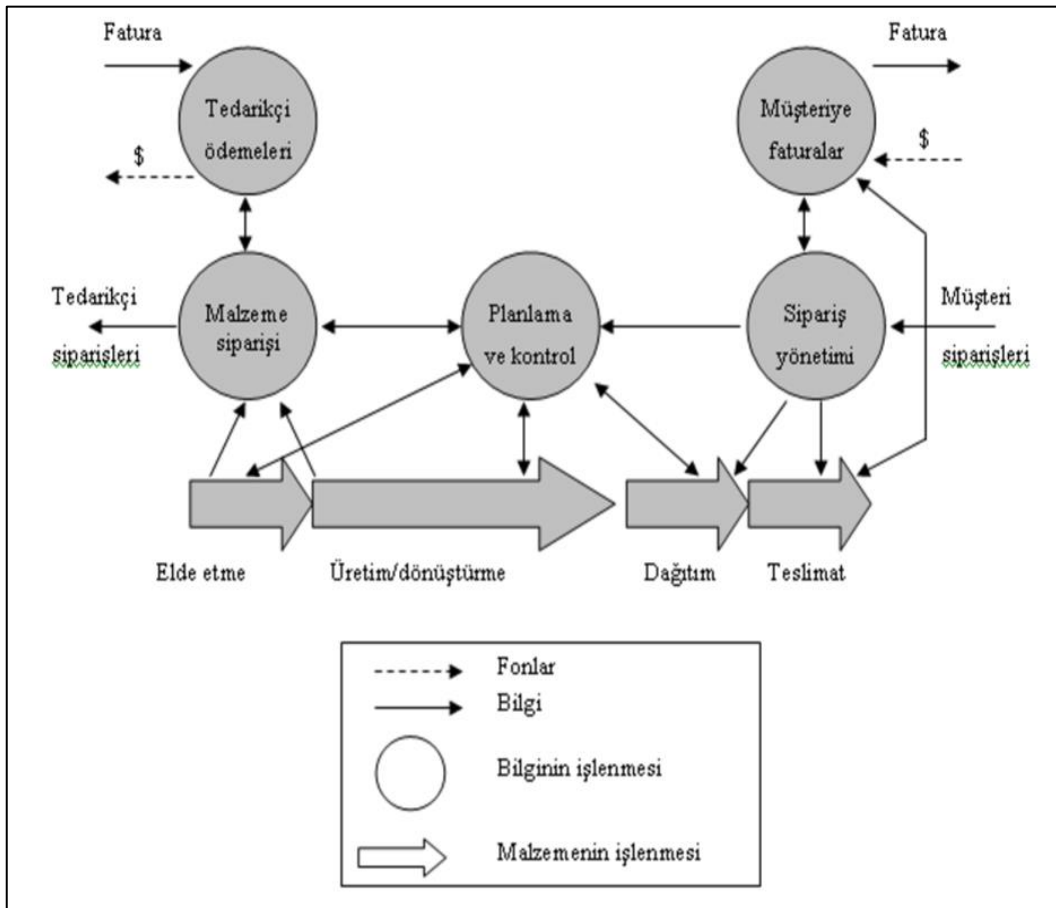 Fatura
Fatura
Tedarikçi
ödemeleri
Müşteriye
faturalar
$
$
Tedarikçi
siparişleri
Malzeme
siparişi
Planlama
ve kontrol
Sipariş
yönetimi
Müşteri
siparişleri
Elde etme
Üretim/dönüştürme
Dağıtım
Teslimat
Fonlar
Bilgi
Bilginin işlenmesi
Malzemenin işlenmesi